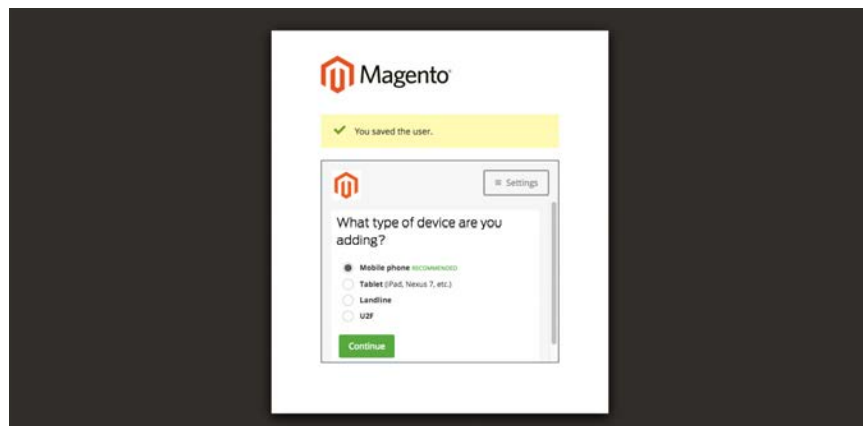 Magento
You saved the user.
≡ Settings
What type of device are you
adding?
Mobile phone RECOMMENDED
Tablet (iPad, Nexus 7, etc.)
Landline
U2F
Continue